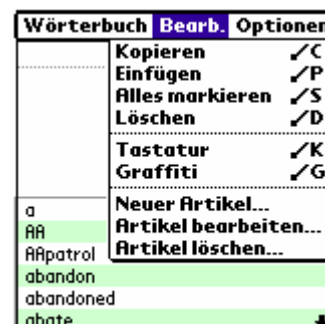 Wörterbuch Bearb. Optionen
Kopieren /C
Einfügen /P
Alles markieren /S
Löschen /D
Tastatur /K
Graffiti /G
Neuer Artikel...
Artikel bearbeiten...
Artikel löschen...
a
AA
AApatrol
abandon
abandoned
abate